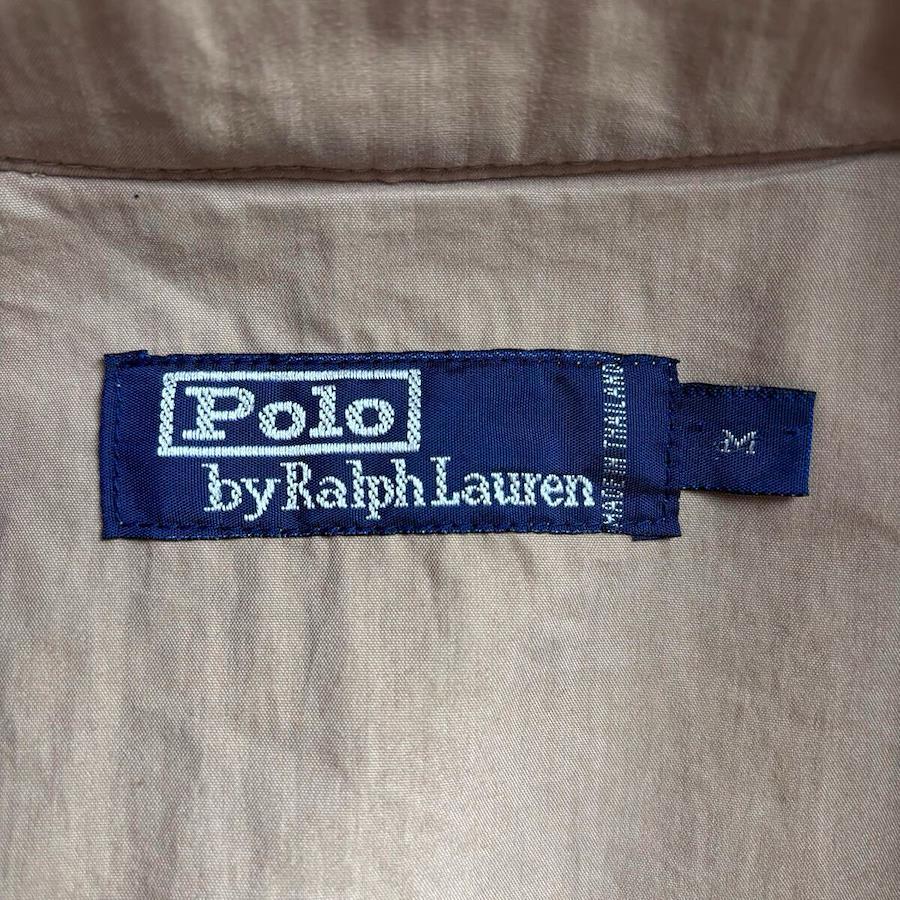 Polo
by Ralph Lauren
MADE IN THAILAND
M